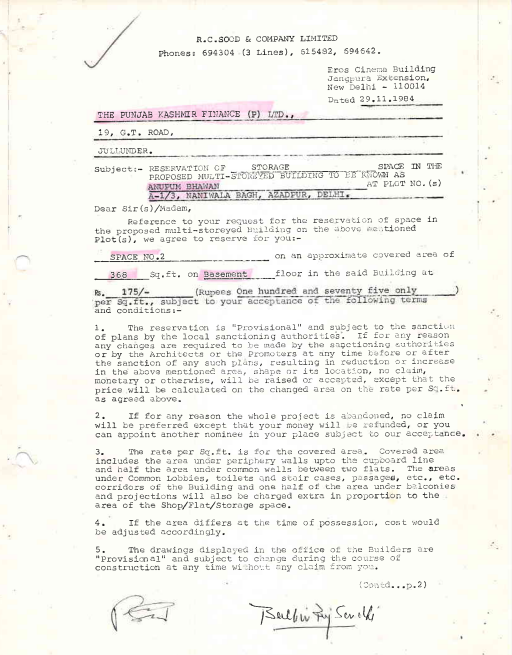 R.C.SOOD & COMPANY LIMITED
Phones: 694304 (3 Lines), 615482, 694642.
Eros Cinema Building
Jangpura Extension,
New Delhi - 110014
Dated 29.11.1984
THE PUNJAB KASHMIR FINANCE (P) LTD.,
19, G.T. ROAD,
JULLUNDER.
Subject:- RESERVATION OF STORAGE SPACE IN THE
PROPOSED MULTI-STOREYED BUILDING TO BE KNOWN AS
ANUPUM BHAWAN AT PLOT NO.(s)
A-1/3, NANIWALA BAGH, AZADPUR, DELHI.
Dear Sir(s)/Madam,
Reference to your request for the reservation of space in
the proposed multi-storeyed building on the above mentioned
Plot(s), we agree to reserve for you:-
SPACE NO.2 on an approximate covered area of
368 Sq.ft. on Basement floor in the said Building at
Rs. 175/- (Rupees One hundred and seventy five only )
per Sq.ft., subject to your acceptance of the following terms
and conditions:-
1. The reservation is "Provisional" and subject to the sanction
of plans by the local sanctioning authorities. If for any reason
any changes are required to be made by the sanctioning authorities
or by the Architects or the Promoters at any time before or after
the sanction of any such plans, resulting in reduction or increase
in the above mentioned area, shape or its location, no claim,
monetary or otherwise, will be raised or accepted, except that the
price will be calculated on the changed area on the rate per Sq.ft.
as agreed above.
2. If for any reason the whole project is abandoned, no claim
will be preferred except that your money will be refunded, or you
can appoint another nominee in your place subject to our acceptance.
3. The rate per Sq.ft. is for the covered area. Covered area
includes the area under periphery walls upto the cupboard line
and half the area under common walls between two flats. The areas
under Common Lobbies, toilets and stair cases, passages, etc., etc.
corridors of the Building and one half of the area under balconies
and projections will also be charged extra in proportion to the
area of the Shop/Flat/Storage space.
4. If the area differs at the time of possession, cost would
be adjusted accordingly.
5. The drawings displayed in the office of the Builders are
"Provisional" and subject to change during the course of
construction at any time without any claim from you.
(Contd...p.2)